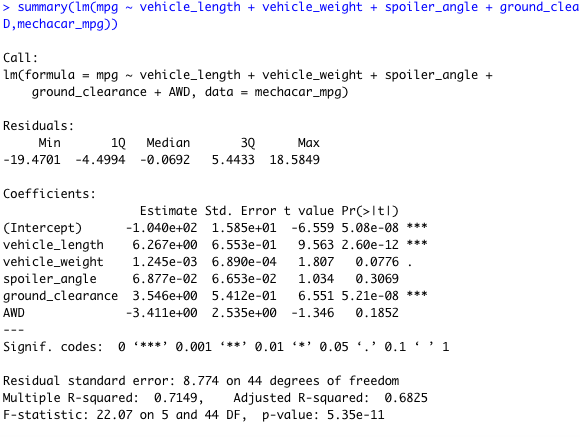 > summary(lm(mpg ~ vehicle_length + vehicle_weight + spoiler_angle + ground_clea
D,mechacar_mpg))
Call:
lm(formula = mpg ~ vehicle_length + vehicle_weight + spoiler_angle +
    ground_clearance + AWD, data = mechacar_mpg)
Residuals:
     Min       1Q   Median       3Q      Max
-19.4701  -4.4994  -0.0692   5.4433  18.5849
Coefficients:
                   Estimate Std. Error t value Pr(>|t|)
(Intercept)      -1.040e+02  1.585e+01  -6.559 5.08e-08 ***
vehicle_length    6.267e+00  6.553e-01   9.563 2.60e-12 ***
vehicle_weight    1.245e-03  6.890e-04   1.807   0.0776 .
spoiler_angle     6.877e-02  6.653e-02   1.034   0.3069
ground_clearance  3.546e+00  5.412e-01   6.551 5.21e-08 ***
AWD              -3.411e+00  2.535e+00  -1.346   0.1852
---
Signif. codes:  0 ‘***’ 0.001 ‘**’ 0.01 ‘*’ 0.05 ‘.’ 0.1 ‘ ’ 1
Residual standard error: 8.774 on 44 degrees of freedom
Multiple R-squared:  0.7149,    Adjusted R-squared:  0.6825
F-statistic: 22.07 on 5 and 44 DF,  p-value: 5.35e-11